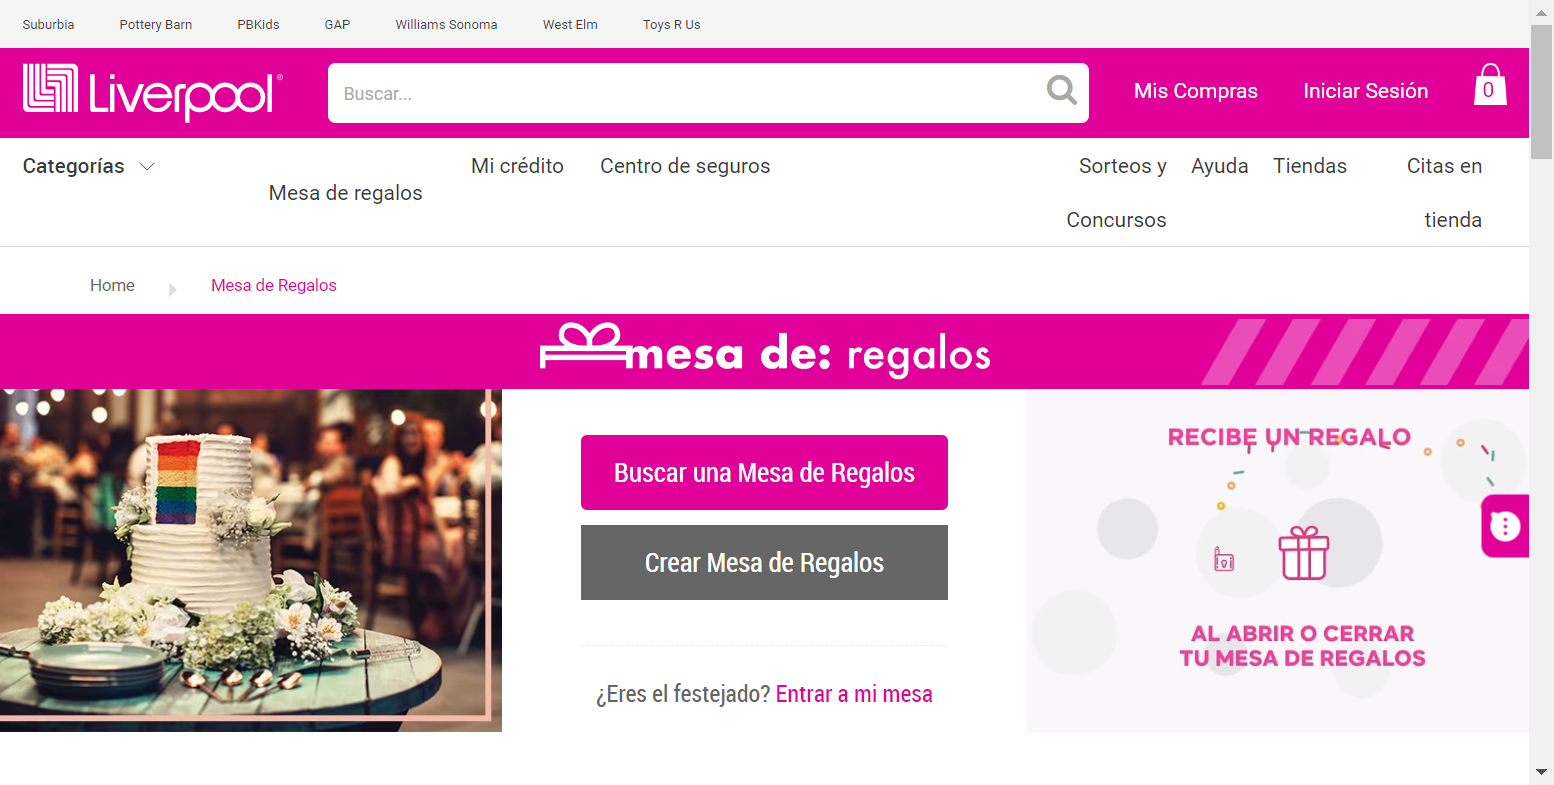 Suburbia Pottery Barn PBKids GAP Williams Sonoma West Elm Toys R Us
Liverpool® Buscar... Mis Compras Iniciar Sesión 0
Categorías Mesa de regalos Mi crédito Centro de seguros Sorteos y Concursos Ayuda Tiendas Citas en tienda
Home Mesa de Regalos
mesa de: regalos
Buscar una Mesa de Regalos
Crear Mesa de Regalos
¿Eres el festejado? Entrar a mi mesa
RECIBE UN REGALO
AL ABRIR O CERRAR
TU MESA DE REGALOS